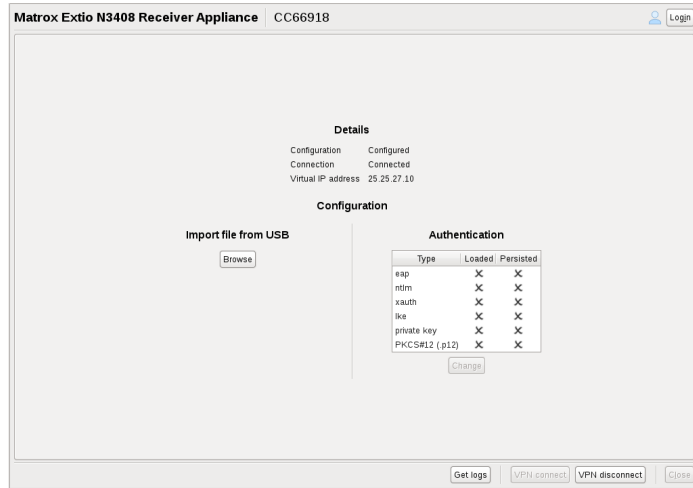 Matrox Extio N3408 Receiver Appliance CC66918 Login
Details
Configuration Configured
Connection Connected
Virtual IP address 25.25.27.10
Configuration
Import file from USB
Browse
Authentication
Type Loaded Persisted
eap
ntlm
xauth
Ike
private key
PKCS#12 (.p12)
Change
Get logs VPN connect VPN disconnect Close